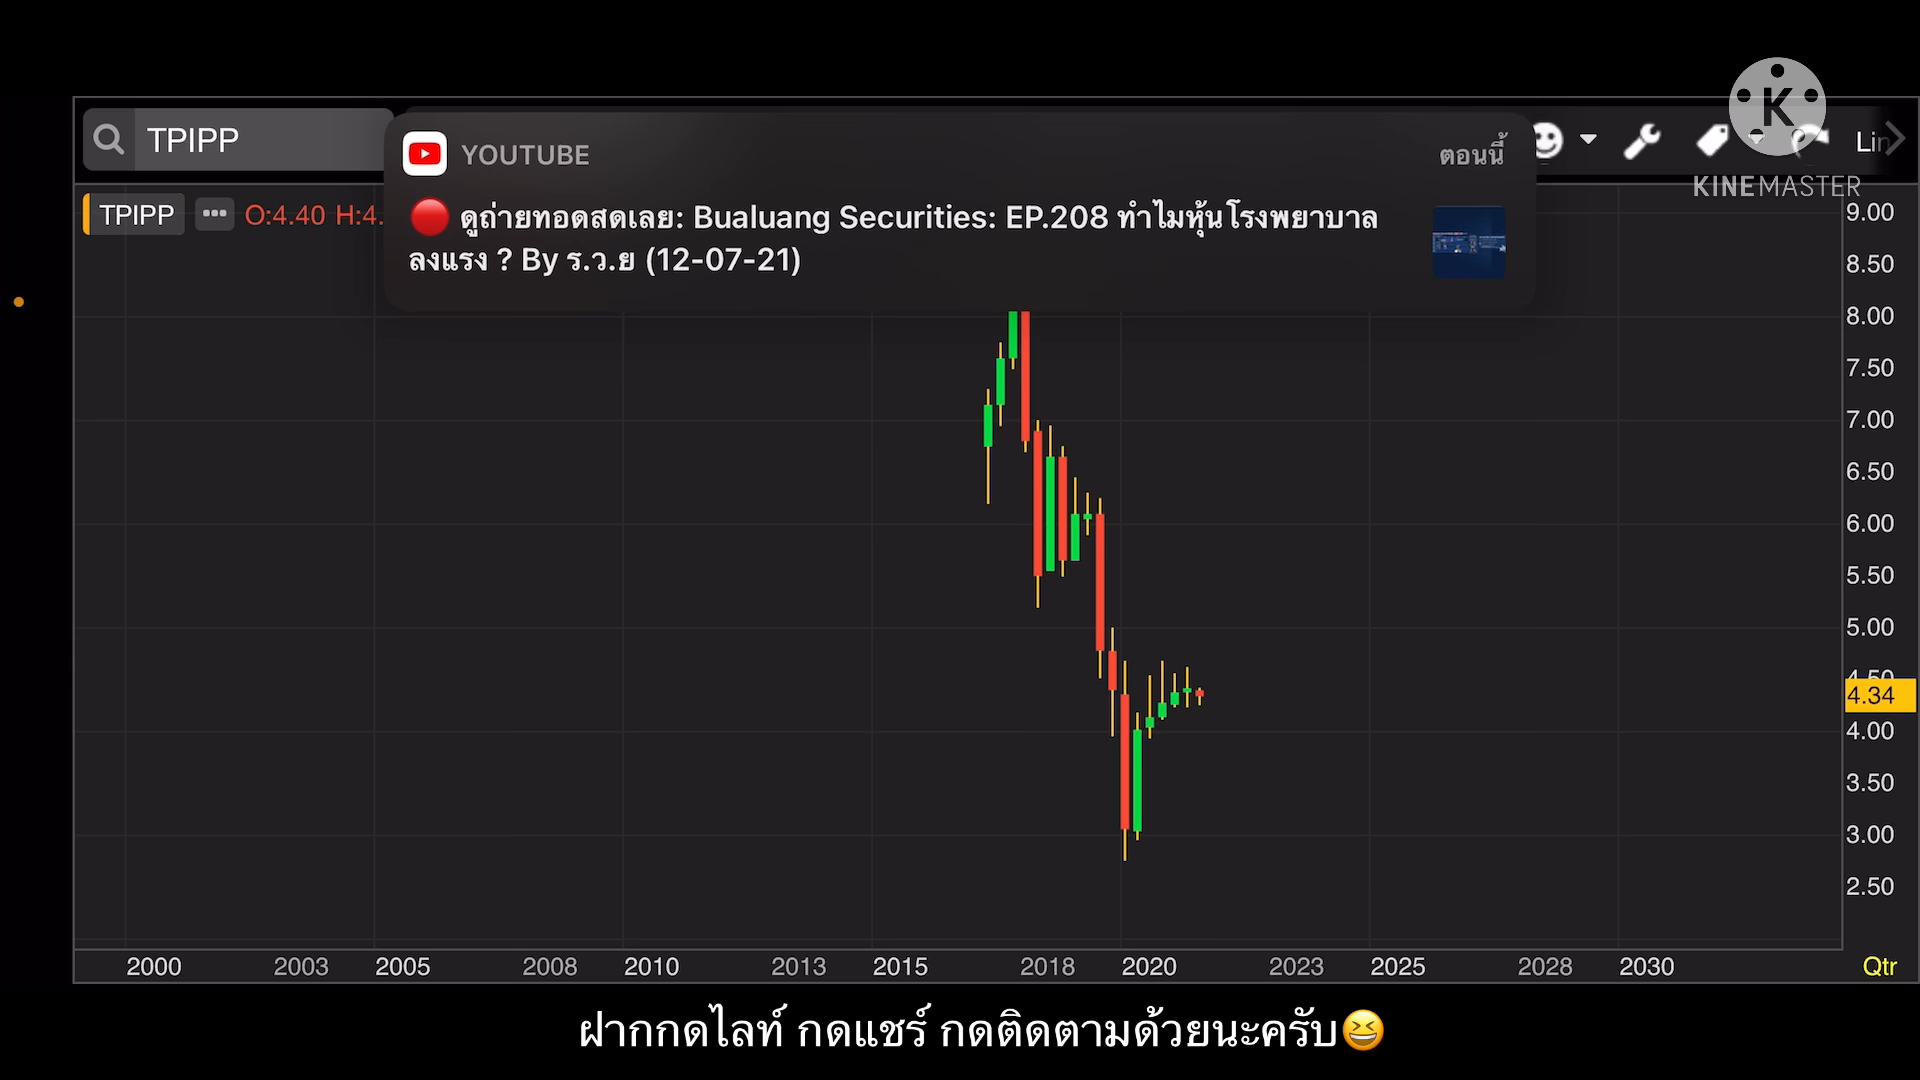 TPIPP
YOUTUBE
ตอนนี้
KINEMASTER
TPIPP ••• O:4.40 H:4.
🔴 ดูถ่ายทอดสดเลย: Bualuang Securities: EP.208 ทำไมหุ้นโรงพยาบาล
ลงแรง ? By ร.ว.ย (12-07-21)
9.00
8.50
8.00
7.50
7.00
6.50
6.00
5.50
5.00
4.50
4.34
4.00
3.50
3.00
2.50
2000 2003 2005 2008 2010 2013 2015 2018 2020 2023 2025 2028 2030 Qtr
ฝากกดไลท์ กดแชร์ กดติดตามด้วยนะครับ😆